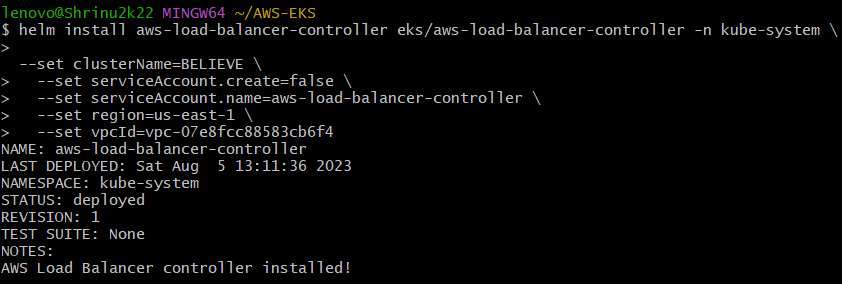 lenovo@Shrinu2k22 MINGW64 ~/AWS-EKS
$ helm install aws-load-balancer-controller eks/aws-load-balancer-controller -n kube-system \
>
  --set clusterName=BELIEVE \
>   --set serviceAccount.create=false \
>   --set serviceAccount.name=aws-load-balancer-controller \
>   --set region=us-east-1 \
>   --set vpcId=vpc-07e8fcc88583cb6f4
NAME: aws-load-balancer-controller
LAST DEPLOYED: Sat Aug  5 13:11:36 2023
NAMESPACE: kube-system
STATUS: deployed
REVISION: 1
TEST SUITE: None
NOTES:
AWS Load Balancer controller installed!